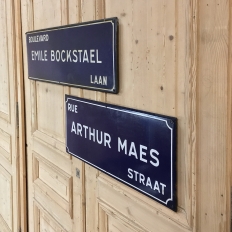 BOULEVARD
EMILE BOCKSTAEL
LAAN
RUE
ARTHUR MAES
STRAAT